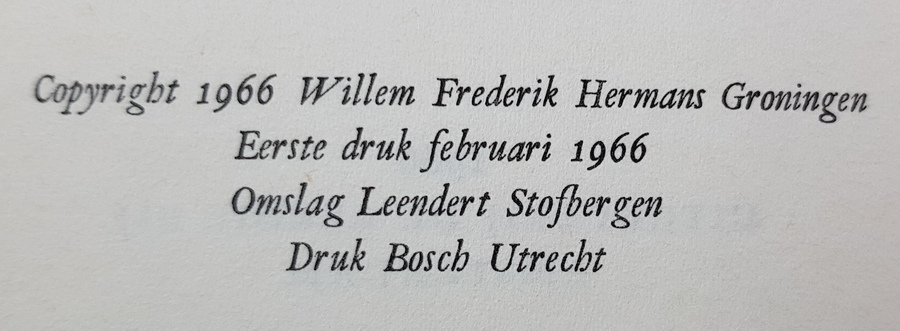 Copyright 1966 Willem Frederik Hermans Groningen
Eerste druk februari 1966
Omslag Leendert Stofbergen
Druk Bosch Utrecht